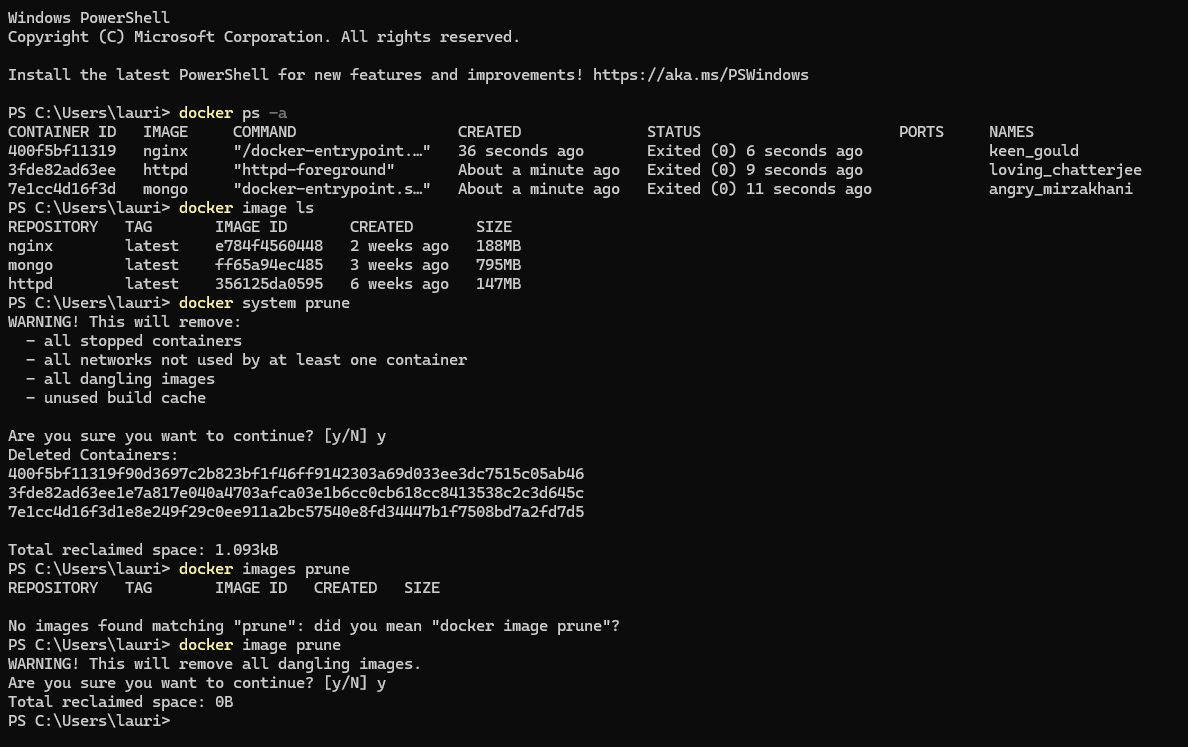 Windows PowerShell
Copyright (C) Microsoft Corporation. All rights reserved.
Install the latest PowerShell for new features and improvements! https://aka.ms/PSWindows
PS C:\Users\lauri> docker ps -a
CONTAINER ID   IMAGE     COMMAND                  CREATED              STATUS                      PORTS     NAMES
400f5bf11319   nginx     "/docker-entrypoint.…"   36 seconds ago       Exited (0) 6 seconds ago              keen_gould
3fde82ad63ee   httpd     "httpd-foreground"       About a minute ago   Exited (0) 9 seconds ago              loving_chatterjee
7e1cc4d16f3d   mongo     "docker-entrypoint.s…"   About a minute ago   Exited (0) 11 seconds ago             angry_mirzakhani
PS C:\Users\lauri> docker image ls
REPOSITORY   TAG       IMAGE ID       CREATED       SIZE
nginx        latest    e784f4560448   2 weeks ago   188MB
mongo        latest    ff65a94ec485   3 weeks ago   795MB
httpd        latest    356125da0595   6 weeks ago   147MB
PS C:\Users\lauri> docker system prune
WARNING! This will remove:
  - all stopped containers
  - all networks not used by at least one container
  - all dangling images
  - unused build cache
Are you sure you want to continue? [y/N] y
Deleted Containers:
400f5bf11319f90d3697c2b823bf1f46ff9142303a69d033ee3dc7515c05ab46
3fde82ad63ee1e7a817e040a4703afca03e1b6cc0cb618cc8413538c2c3d645c
7e1cc4d16f3d1e8e249f29c0ee911a2bc57540e8fd34447b1f7508bd7a2fd7d5
Total reclaimed space: 1.093kB
PS C:\Users\lauri> docker images prune
REPOSITORY   TAG       IMAGE ID   CREATED   SIZE
No images found matching "prune": did you mean "docker image prune"?
PS C:\Users\lauri> docker image prune
WARNING! This will remove all dangling images.
Are you sure you want to continue? [y/N] y
Total reclaimed space: 0B
PS C:\Users\lauri>